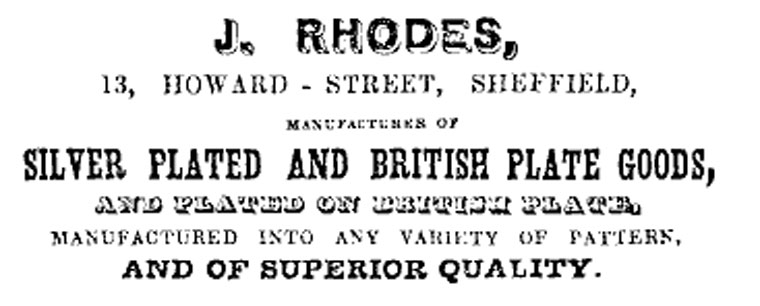 J. RHODES,
13, HOWARD - STREET, SHEFFIELD,
MANUFACTURER OF
SILVER PLATED AND BRITISH PLATE GOODS,
AND PLATED ON BRITISH PLATE,
MANUFACTURED INTO ANY VARIETY OF PATTERN,
AND OF SUPERIOR QUALITY.